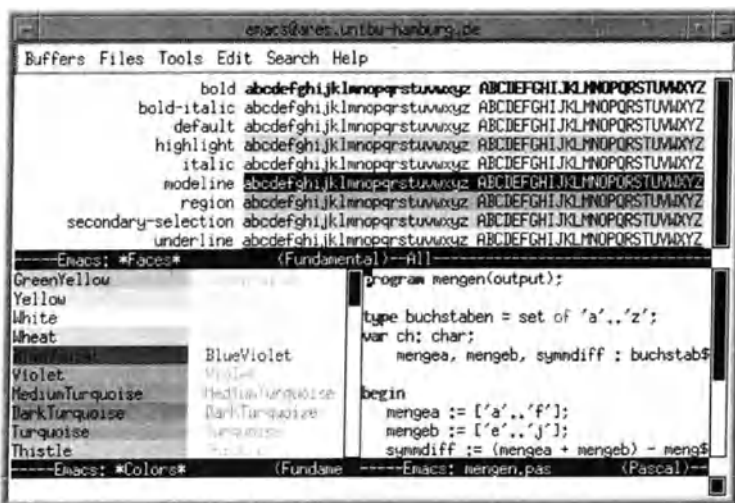 emacs@ares.unibw-hamburg.de
Buffers Files Tools Edit Search Help
bold abcdefghijklmnopqrstuvwxyz ABCDEFGHIJKLMNOPQRSTUVWXYZ
bold-italic abcdefghijklmnopqrstuvwxyz ABCDEFGHIJKLMNOPQRSTUVWXYZ
default abcdefghijklmnopqrstuvwxyz ABCDEFGHIJKLMNOPQRSTUVWXYZ
highlight abcdefghijklmnopqrstuvwxyz ABCDEFGHIJKLMNOPQRSTUVWXYZ
italic abcdefghijklmnopqrstuvwxyz ABCDEFGHIJKLMNOPQRSTUVWXYZ
modeline abcdefghijklmnopqrstuvwxyz ABCDEFGHIJKLMNOPQRSTUVWXYZ
region abcdefghijklmnopqrstuvwxyz ABCDEFGHIJKLMNOPQRSTUVWXYZ
secondary-selection abcdefghijklmnopqrstuvwxyz ABCDEFGHIJKLMNOPQRSTUVWXYZ
underline abcdefghijklmnopqrstuvwxyz ABCDEFGHIJKLMNOPQRSTUVWXYZ
-----Emacs: *Faces* (Fundamental)--All-----
GreenYellow
Yellow
White
Wheat
BlueViolet BlueViolet
Violet Violet
MediumTurquoise MediumTurquoise
DarkTurquoise DarkTurquoise
Turquoise Turquoise
Thistle
-----Emacs: *Colors* (Fundame
program mengen(output);
type buchstaben = set of 'a'..'z';
var ch: char;
mengea, mengeb, symmdiff : buchstab$
begin
mengea := ['a'..'f'];
mengeb := ['e'..'j'];
symmdiff := (mengea + mengeb) - meng$
-----Emacs: mengen.pas (Pascal)--